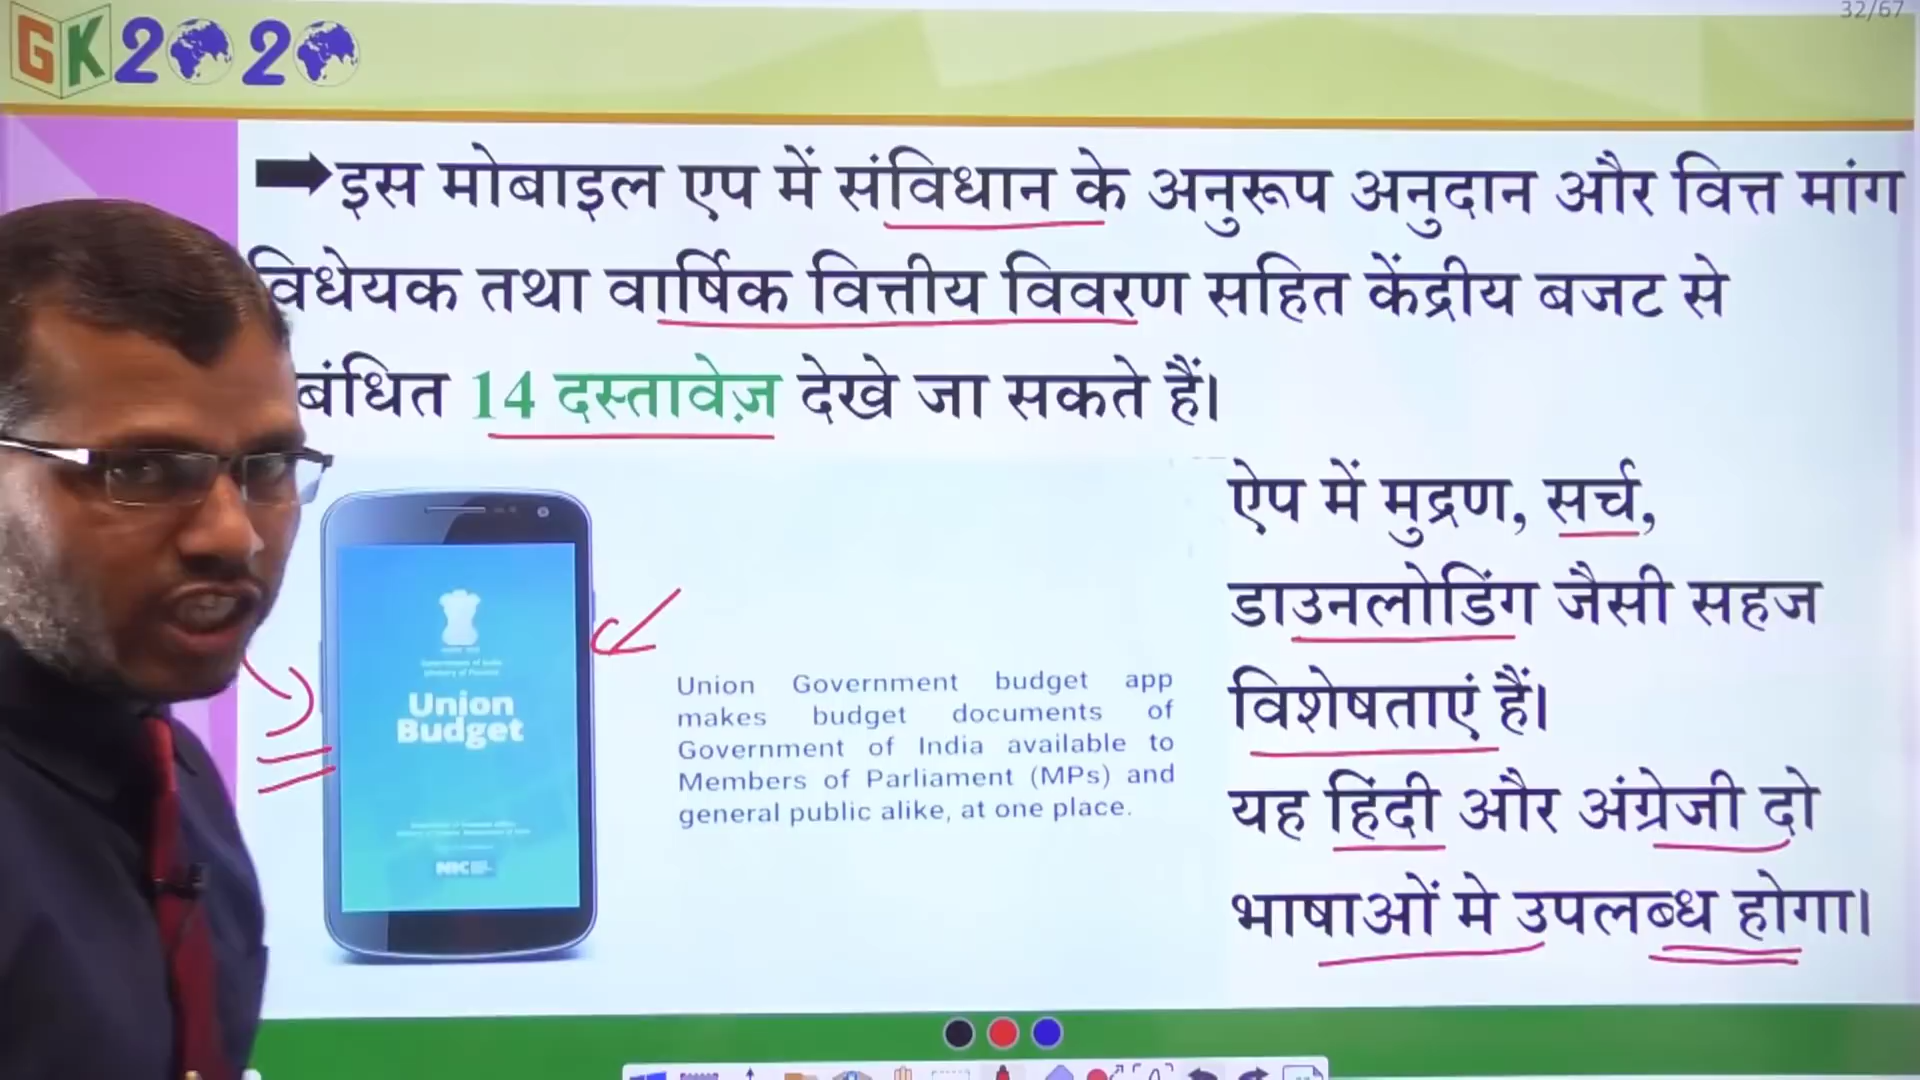 32/67
GK2020
इस मोबाइल एप में संविधान के अनुरूप अनुदान और वित्त मांग
विधेयक तथा वार्षिक वित्तीय विवरण सहित केंद्रीय बजट से
बंधित 14 दस्तावेज़ देखे जा सकते हैं।
ऐप में मुद्रण, सर्च,
डाउनलोडिंग जैसी सहज
विशेषताएं हैं।
यह हिंदी और अंग्रेजी दो
भाषाओं मे उपलब्ध होगा।
Union
Budget
NIC
Union Government budget app
makes budget documents of
Government of India available to
Members of Parliament (MPs) and
general public alike, at one place.